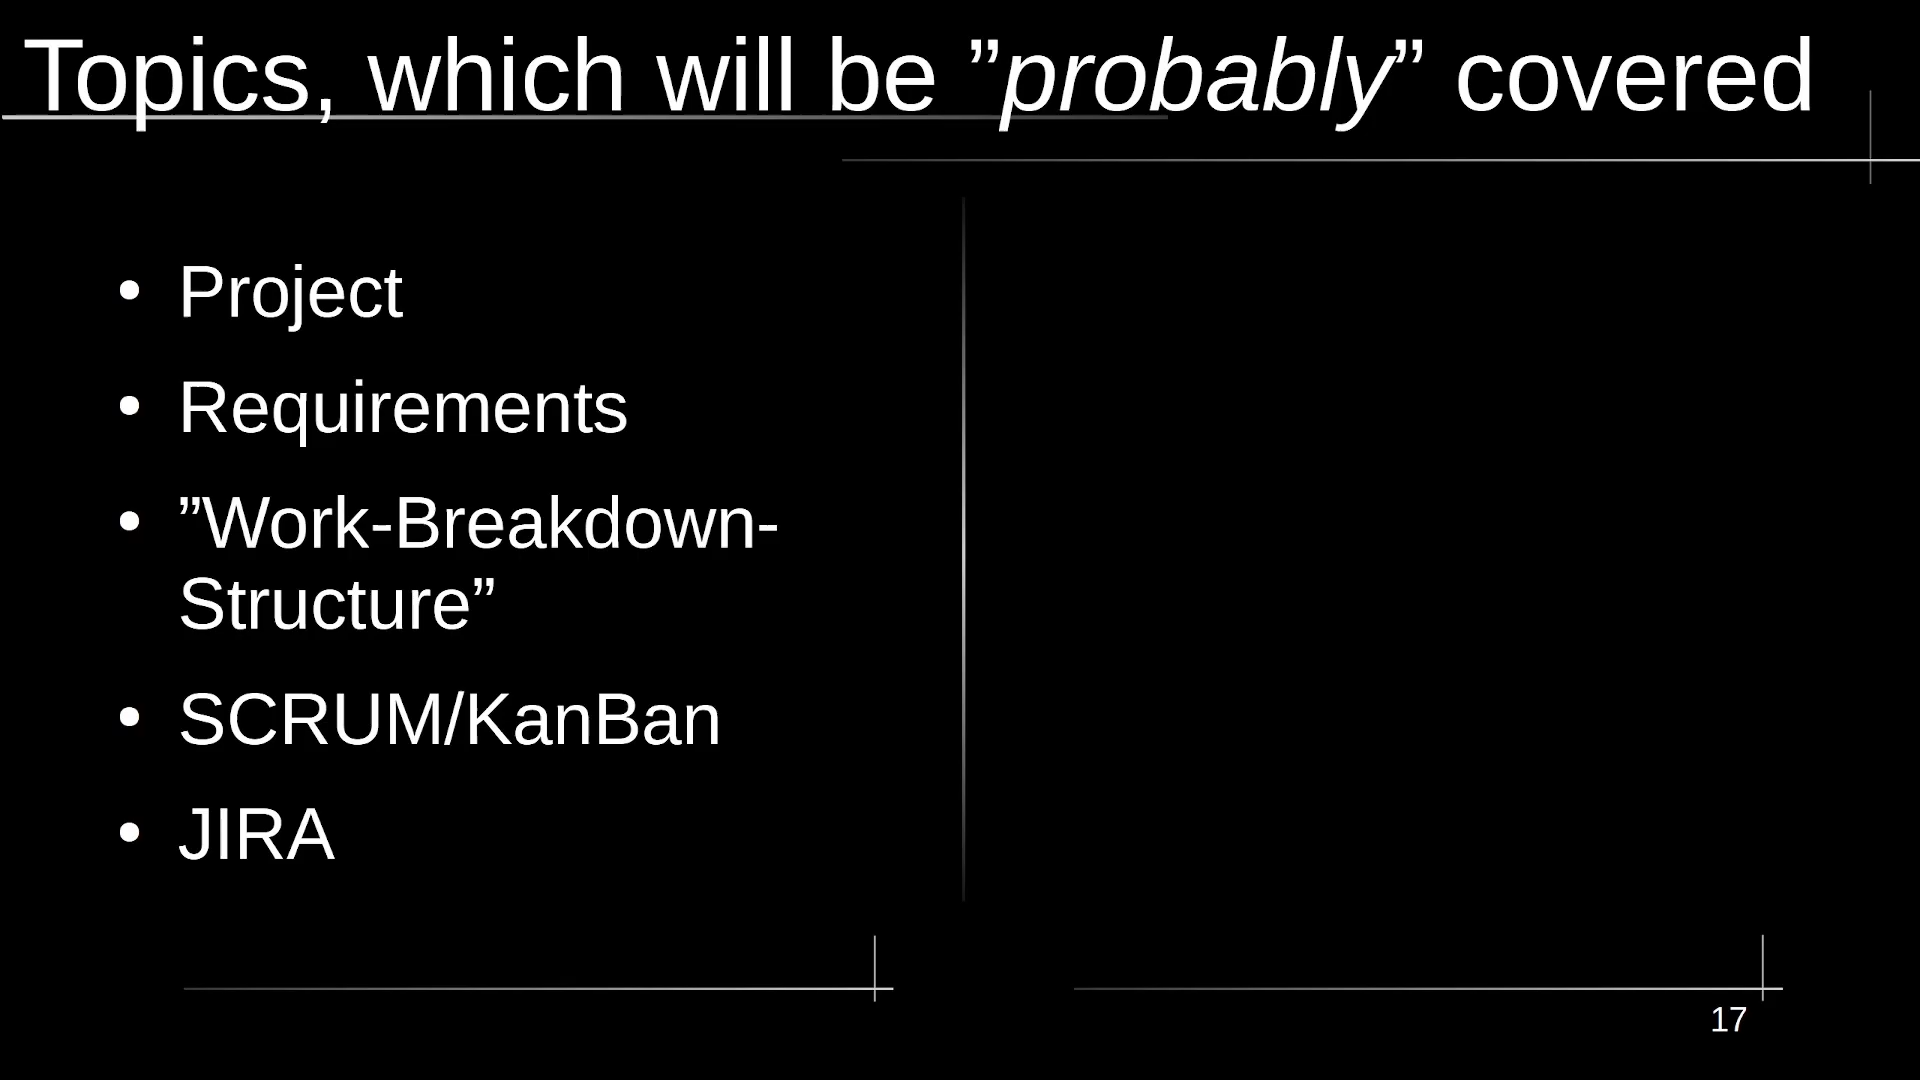 Topics, which will be ”probably” covered
• Project
• Requirements
• ”Work-Breakdown-
Structure”
• SCRUM/KanBan
• JIRA
17